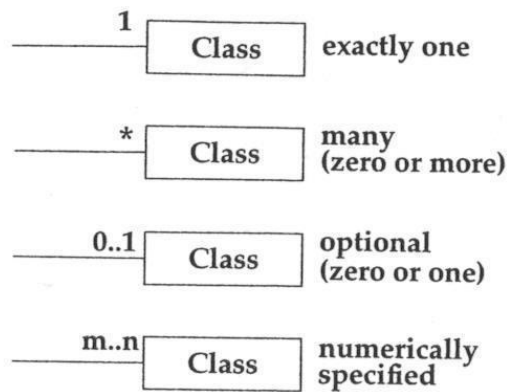 1
Class
exactly one
*
Class
many
(zero or more)
0..1
Class
optional
(zero or one)
m..n
Class
numerically
specified